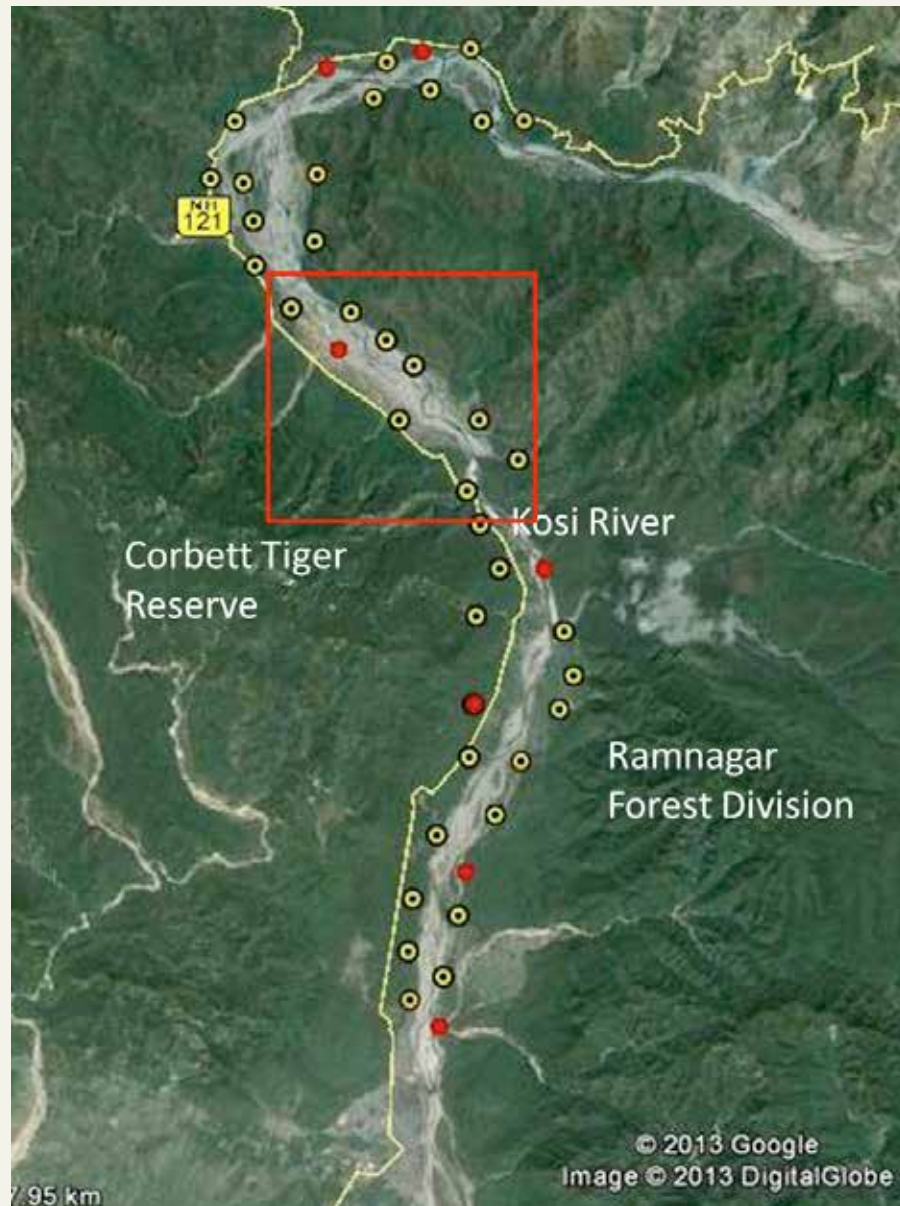 NH
121
Kosi River
Corbett Tiger
Reserve
Ramnagar
Forest Division
© 2013 Google
Image © 2013 DigitalGlobe
7.95 km